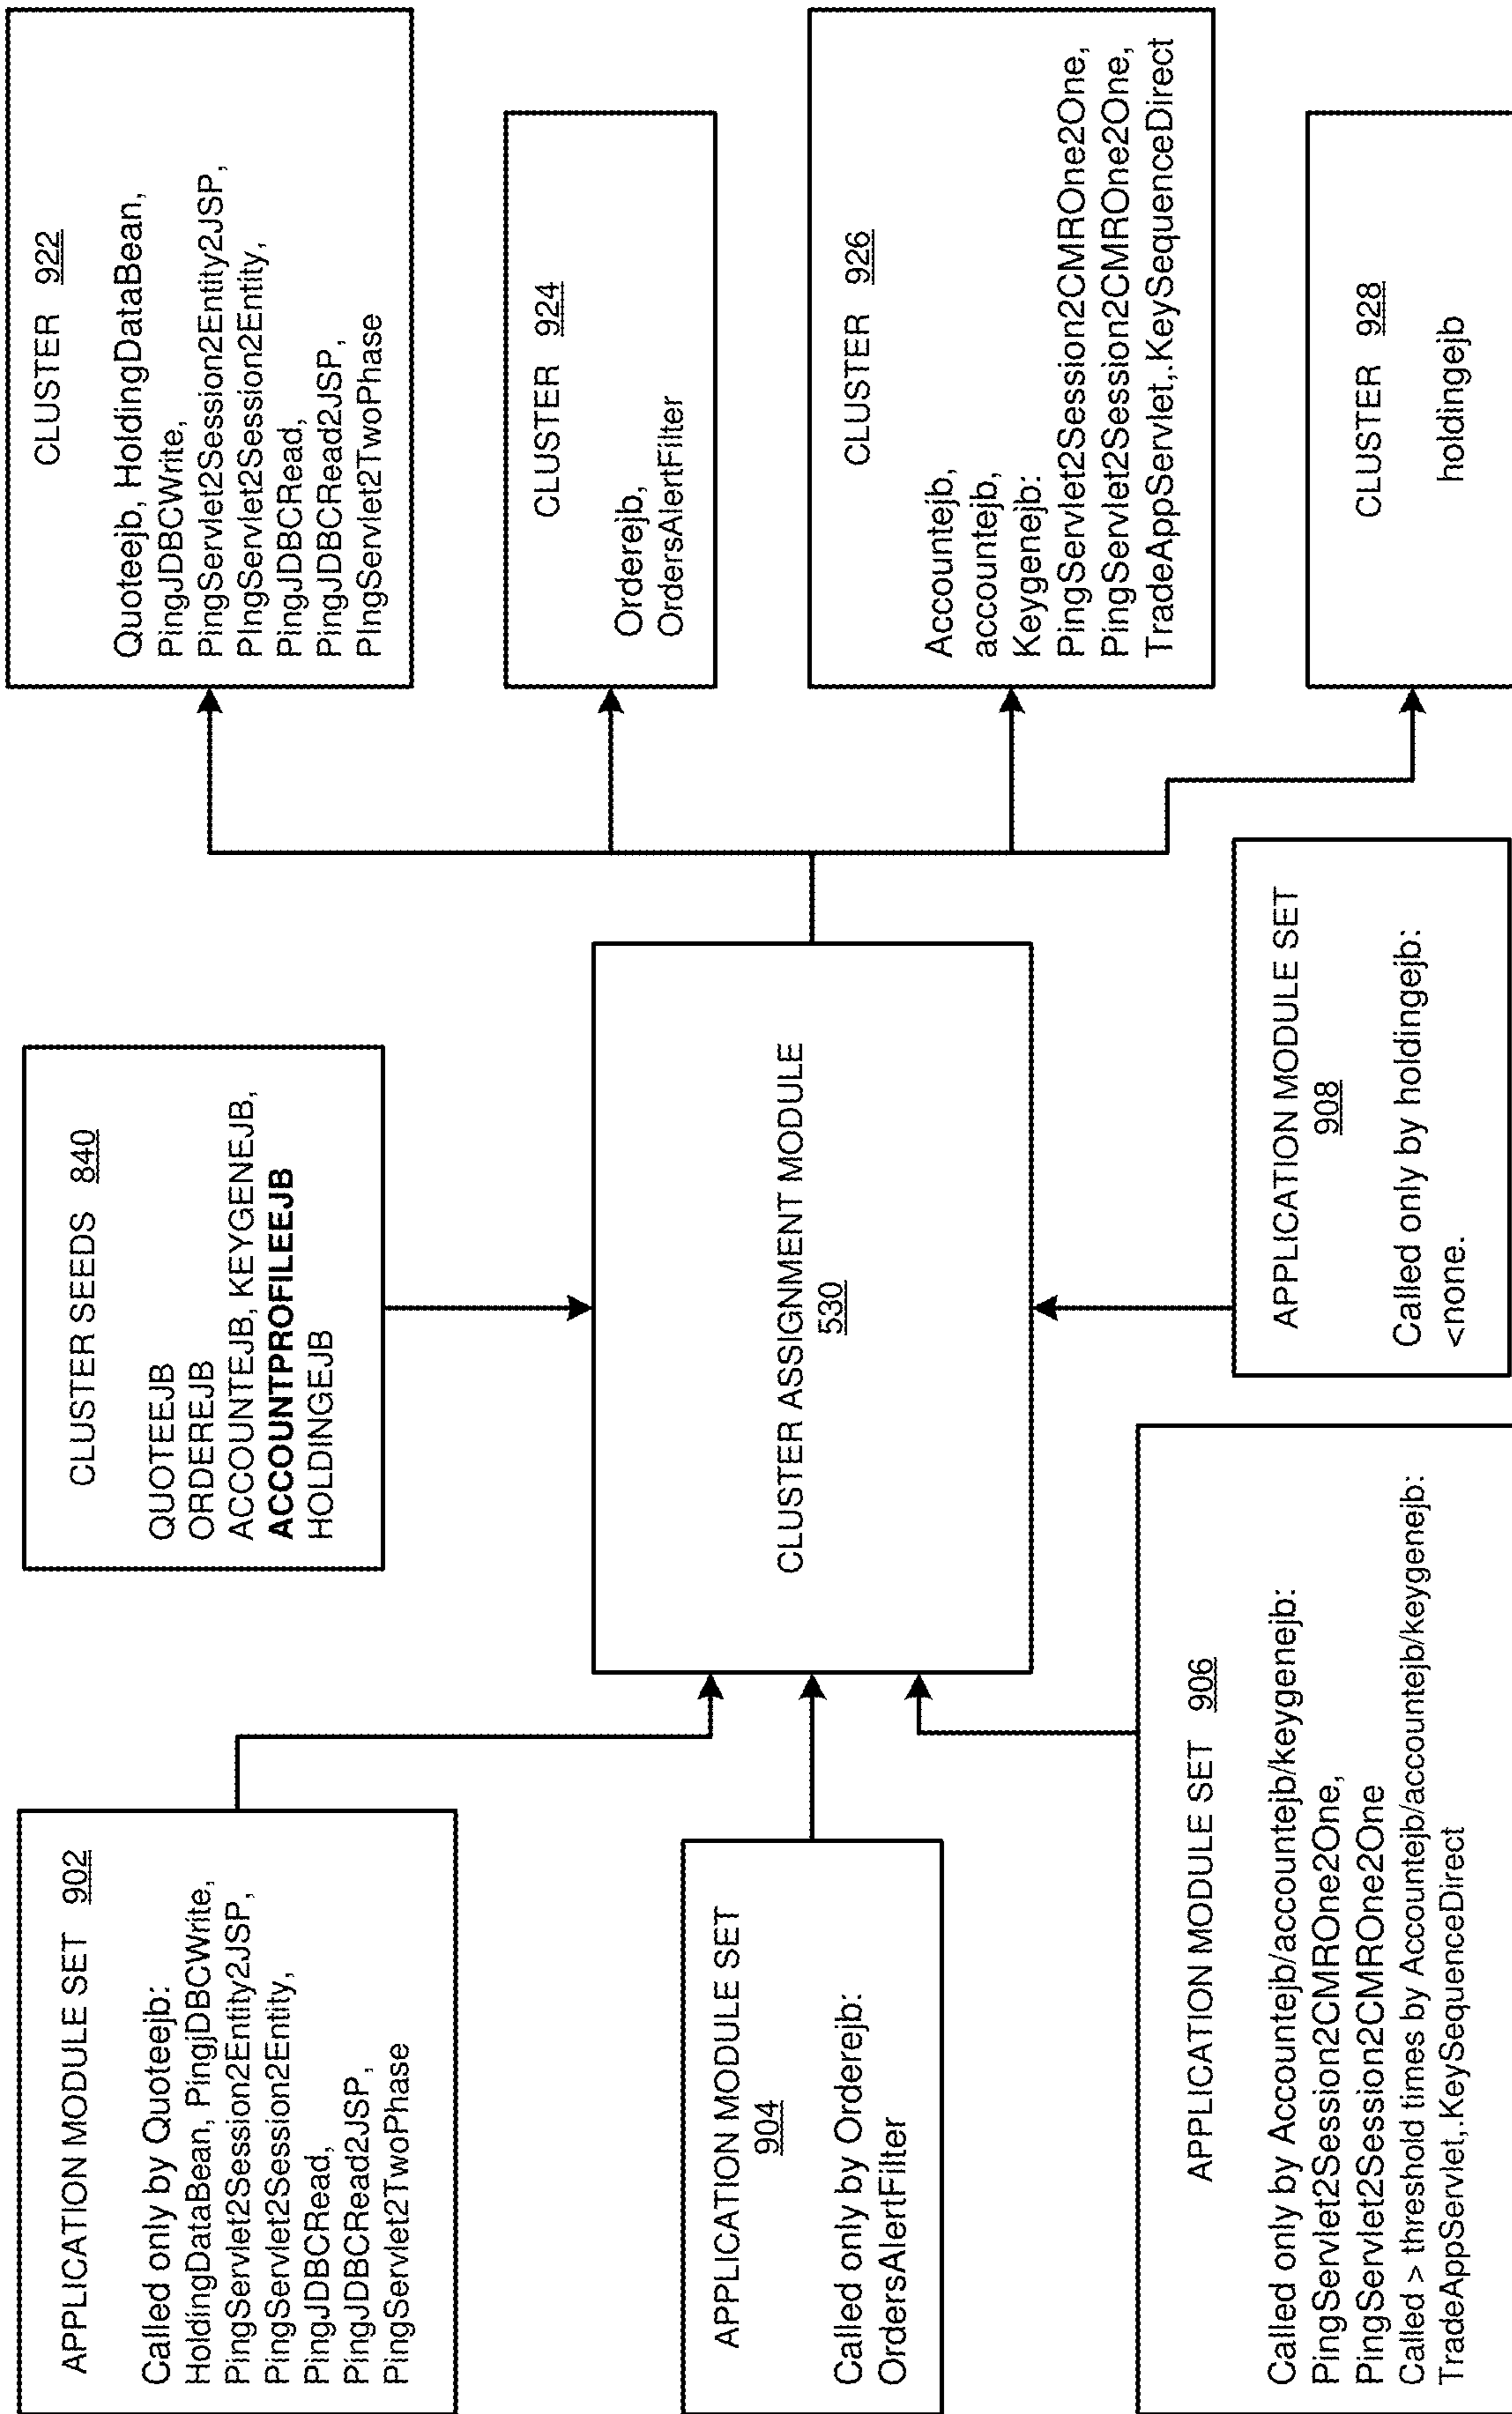 APPLICATION MODULE SET 902
Called only by Quoteejb:
HoldingDataBean, PingjDBCWrite,
PingServlet2Session2Entity2JSP,
PingServlet2Session2Entity,
PingJDBCRead,
PingJDBCRead2JSP,
PingServlet2TwoPhase
APPLICATION MODULE SET
904
Called only by Orderejb:
OrdersAlertFilter
APPLICATION MODULE SET 906
Called only by Accountejb/accountejb/keygenejb:
PingServlet2Session2CMROne2One,
PingServlet2Session2CMROne2One
Called > threshold times by Accountejb/accountejb/keygenejb:
TradeAppServlet,.KeySequenceDirect
CLUSTER SEEDS 840
QUOTEEJB
ORDEREJB
ACCOUNTEJB, KEYGENEJB,
ACCOUNTPROFILEEJB
HOLDINGEJB
CLUSTER ASSIGNMENT MODULE
530
APPLICATION MODULE SET
908
Called only by holdingejb:
<none.
CLUSTER 922
Quoteejb, HoldingDataBean,
PingJDBCWrite,
PingServlet2Session2Entity2JSP,
PIngServlet2Session2Entity,
PingJDBCRead,
PingJDBCRead2JSP,
PIngServlet2TwoPhase
CLUSTER 924
Orderejb,
OrdersAlertFilter
CLUSTER 926
Accountejb,
accountejb,
Keygenejb:
PingServlet2Session2CMROne2One,
PingServlet2Session2CMROne2One,
TradeAppServlet,.KeySequenceDirect
CLUSTER 928
holdingejb